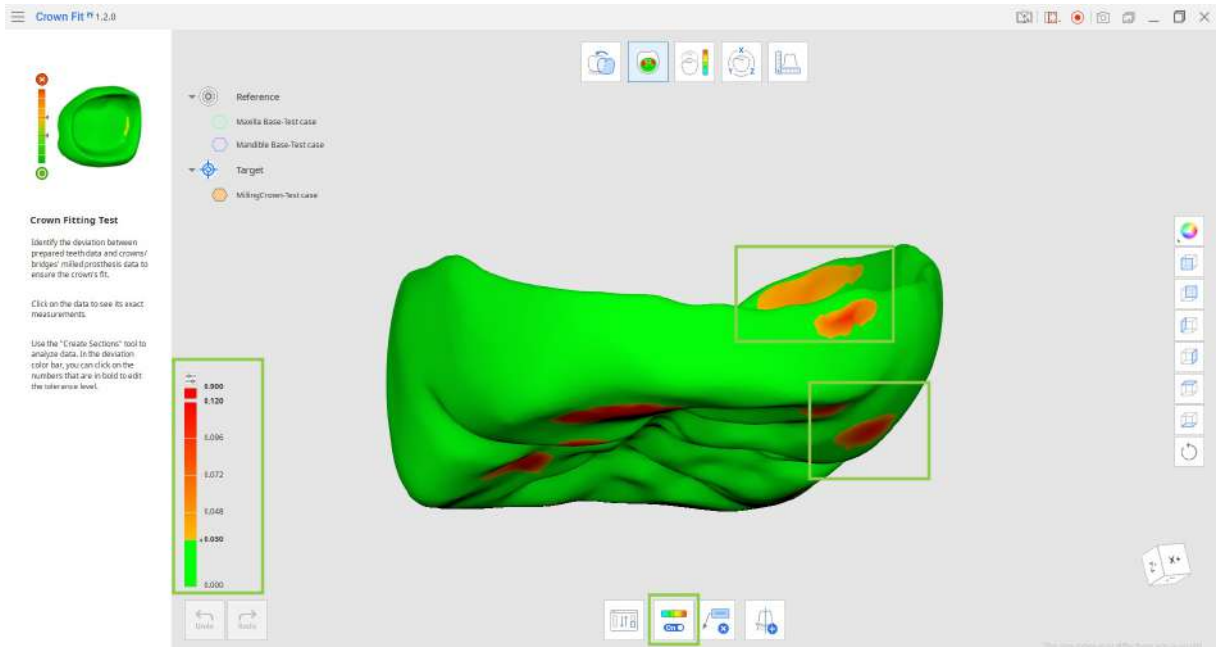 Crown Fit 1.2.0
Reference
Maxilla Base-Test case
Mandible Base-Test case
Target
MillingCrown-Test case
Crown Fitting Test
Identify the deviation between
prepared teeth data and crowns/
bridges' milled prosthesis data to
ensure the crown's fit.
Click on the data to see its exact
measurements.
Use the "Create Sections" tool to
analyze data. In the deviation
color bar, you can click on the
numbers that are in bold to edit
the tolerance level.
0.900
0.120
0.096
0.072
0.048
0.030
0.000
Undo
Redo
On
X
Y
Z
X+